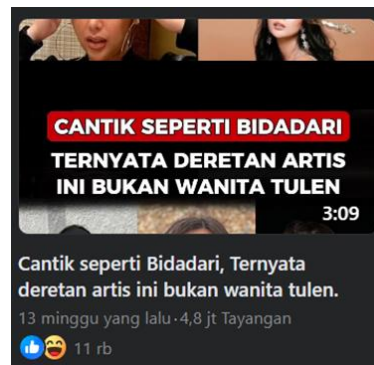 CANTIK SEPERTI BIDADARI
TERNYATA DERETAN ARTIS
INI BUKAN WANITA TULEN
3:09
Cantik seperti Bidadari, Ternyata
deretan artis ini bukan wanita tulen.
13 minggu yang lalu · 4,8 jt Tayangan
11 rb